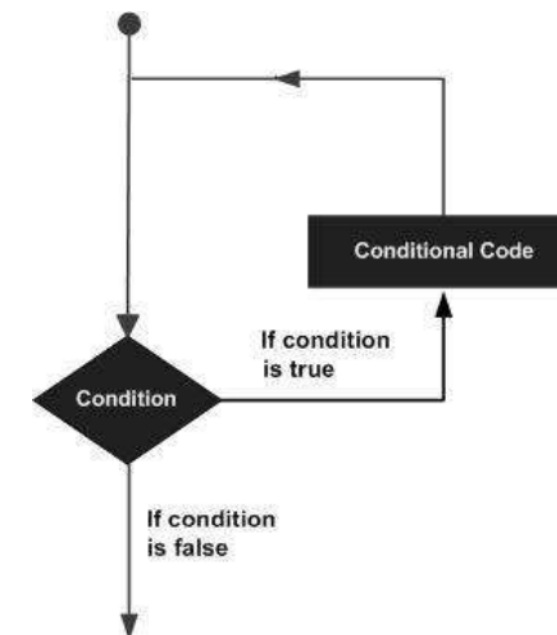 Conditional Code
If condition
is true
Condition
If condition
is false